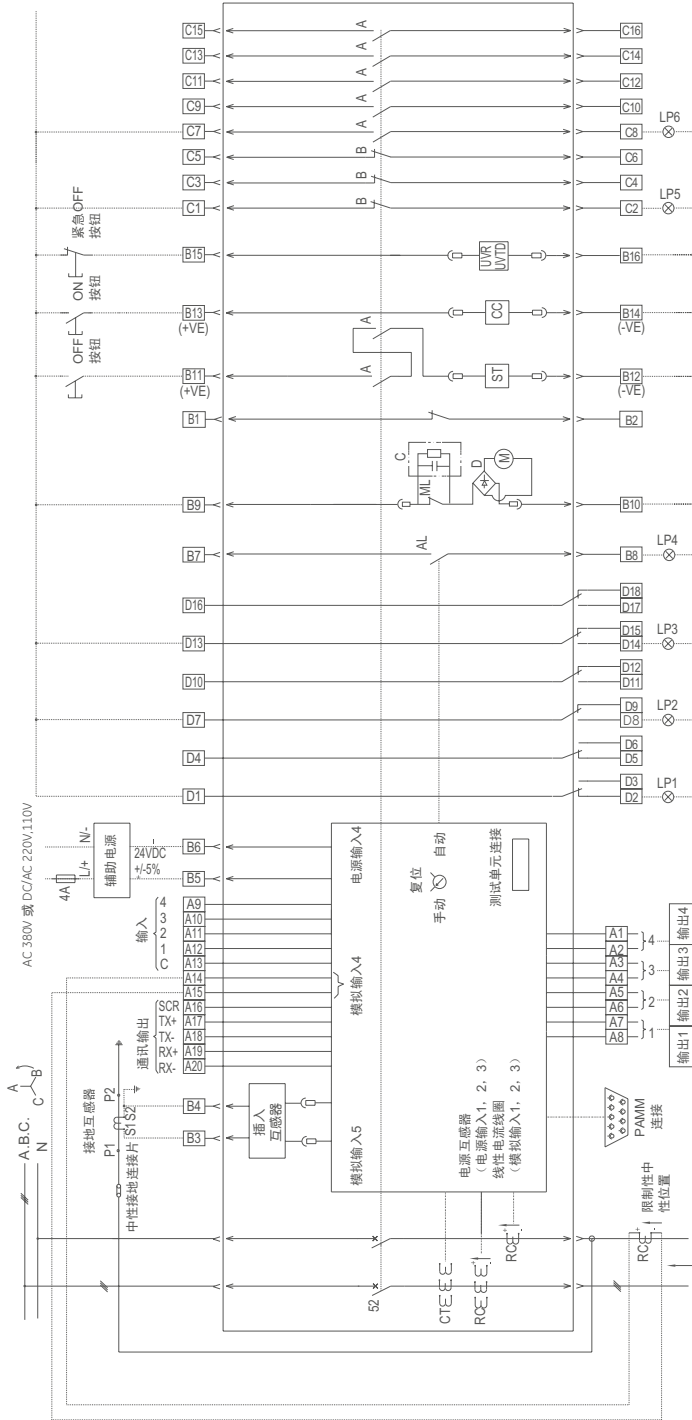 AC 380V 或 DC/AC 220V,110V
A.B.C.
N
A
C
B
接地互感器
P1
P2
S1 S2
中性接地连接片
通讯输出
RX-
RX+
TX-
TX+
SCR
输入
C
1
2
3
4
4A
L/+
N/-
辅助电源
24VDC
+/-5%
OFF
按钮
ON
按钮
紧急OFF
按钮
B3
B4
A20
A19
A18
A17
A16
A15
A14
A13
A12
A11
A10
A9
B5
B6
D1
D4
D7
D10
D13
D16
B7
B9
B1
B11
(+VE)
B13
(+VE)
B15
C1
C3
C5
C7
C9
C11
C13
C15
插入
互感器
模拟输入5
模拟输入4
电源输入4
52
CT
RC
RC
电源互感器
（电源输入1，2，3）
线性电流线圈
（模拟输入1，2，3）
手动
复位
自动
测试单元连接
AL
ML
C
D
M
A
A
ST
CC
UVR
UVTD
B
B
B
A
A
A
A
A
RC
限制性中
性位置
PAMM
连接
A8
A7
A6
A5
A4
A3
A2
A1
1
2
3
4
输出1
输出2
输出3
输出4
D2
D3
D5
D6
D8
D9
D11
D12
D14
D15
D17
D18
B8
B10
B2
B12
(-VE)
B14
(-VE)
B16
C2
C4
C6
C8
C10
C12
C14
C16
LP1
LP2
LP3
LP4
LP5
LP6